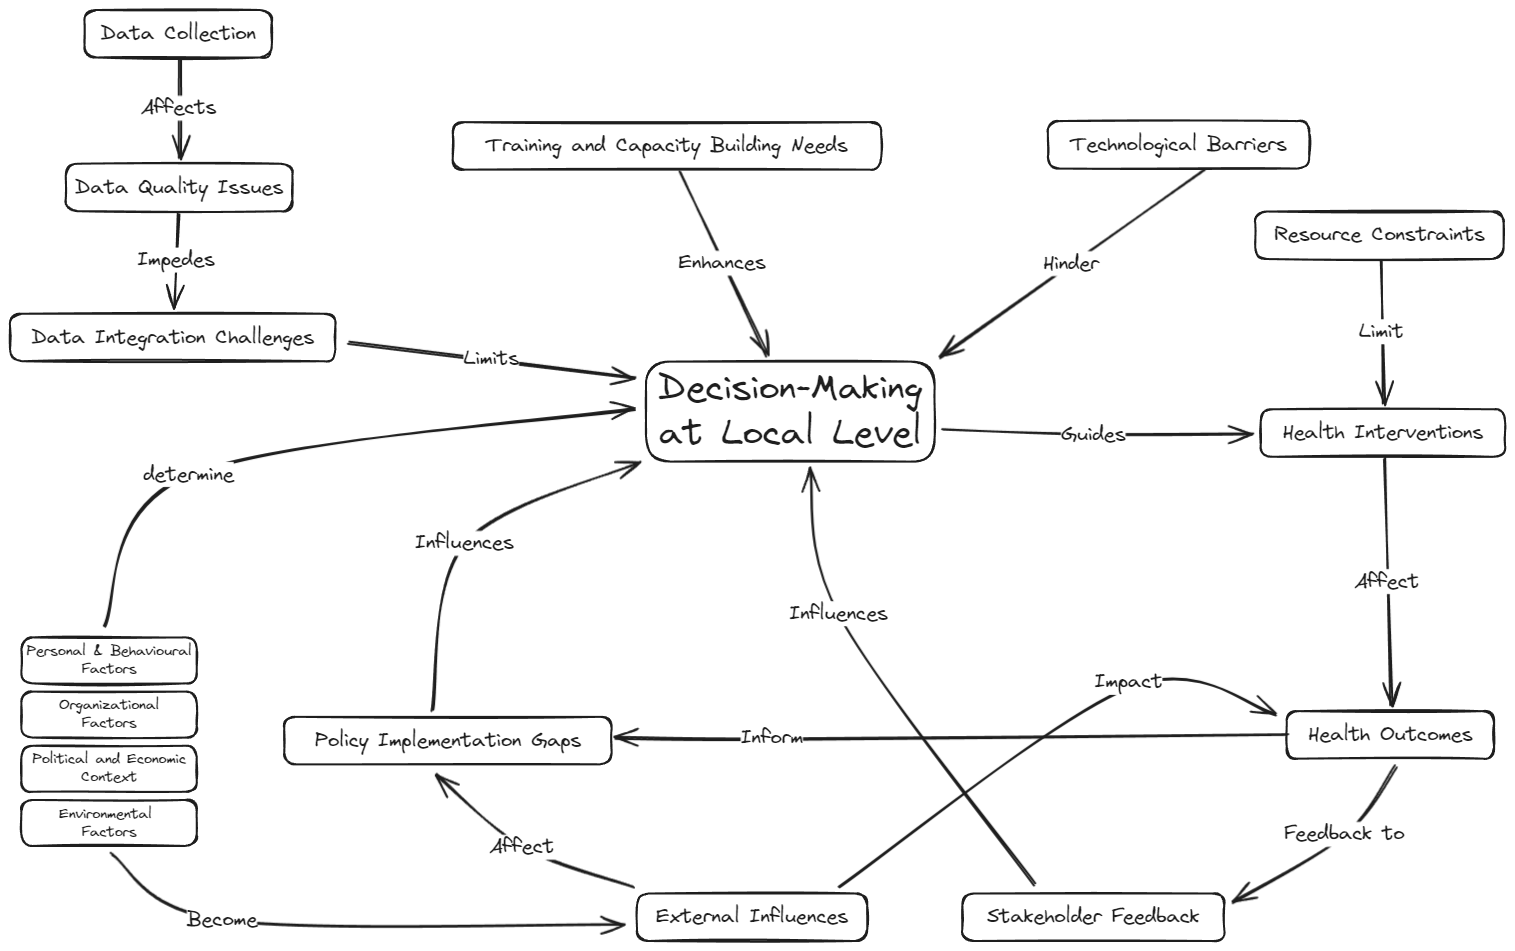 Data Collection
Affects
Training and Capacity Building Needs
Technological Barriers
Data Quality Issues
Resource Constraints
Impedes
Enhances
Hinder
Data Integration Challenges
Limits
Limit
Decision-Making
at Local Level
Guides
Health Interventions
determine
Influences
Affect
Influences
Personal & Behavioural
Factors
Organizational
Factors
Political and Economic
Context
Environmental
Factors
Impact
Policy Implementation Gaps
Inform
Health Outcomes
Affect
Feedback to
Become
External Influences
Stakeholder Feedback